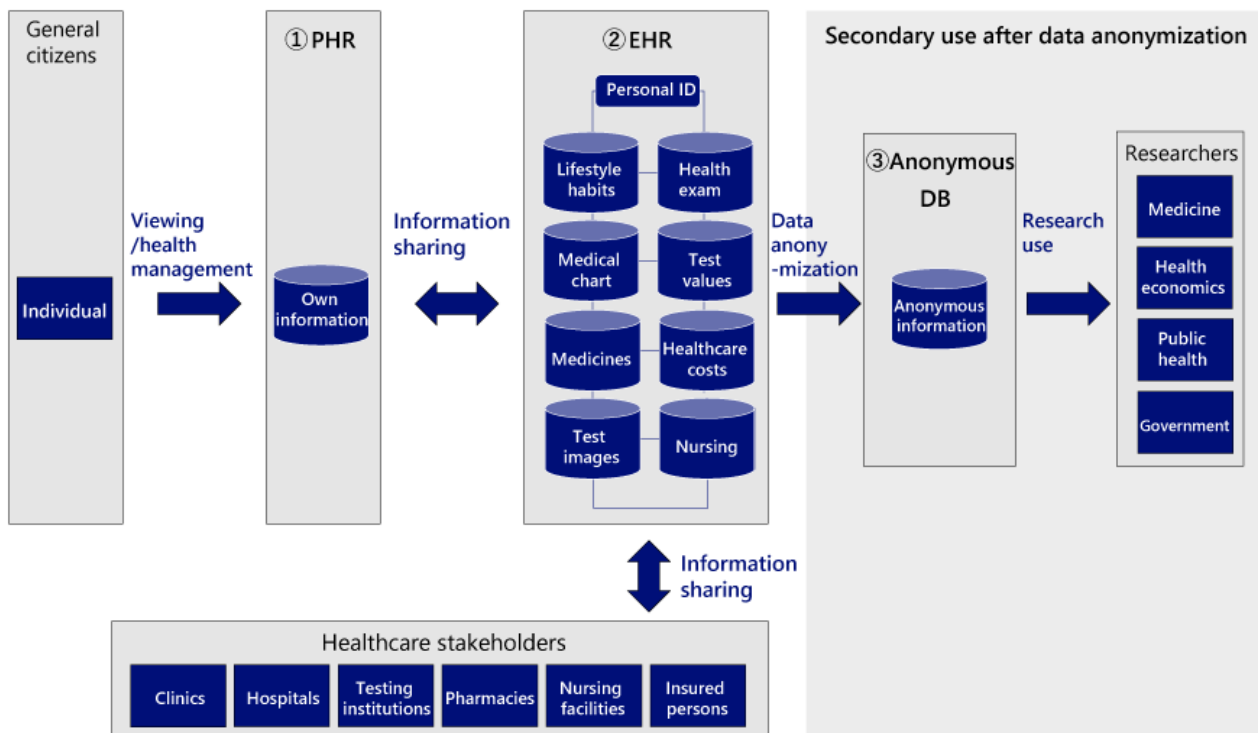 General
citizens
Individual
Viewing
/health
management
①PHR
Own
information
Information
sharing
②EHR
Personal ID
Lifestyle
habits
Health
exam
Medical
chart
Test
values
Medicines
Healthcare
costs
Test
images
Nursing
Data
anony
-mization
Secondary use after data anonymization
③Anonymous
DB
Anonymous
information
Research
use
Researchers
Medicine
Health
economics
Public
health
Government
Information
sharing
Healthcare stakeholders
Clinics
Hospitals
Testing
institutions
Pharmacies
Nursing
facilities
Insured
persons